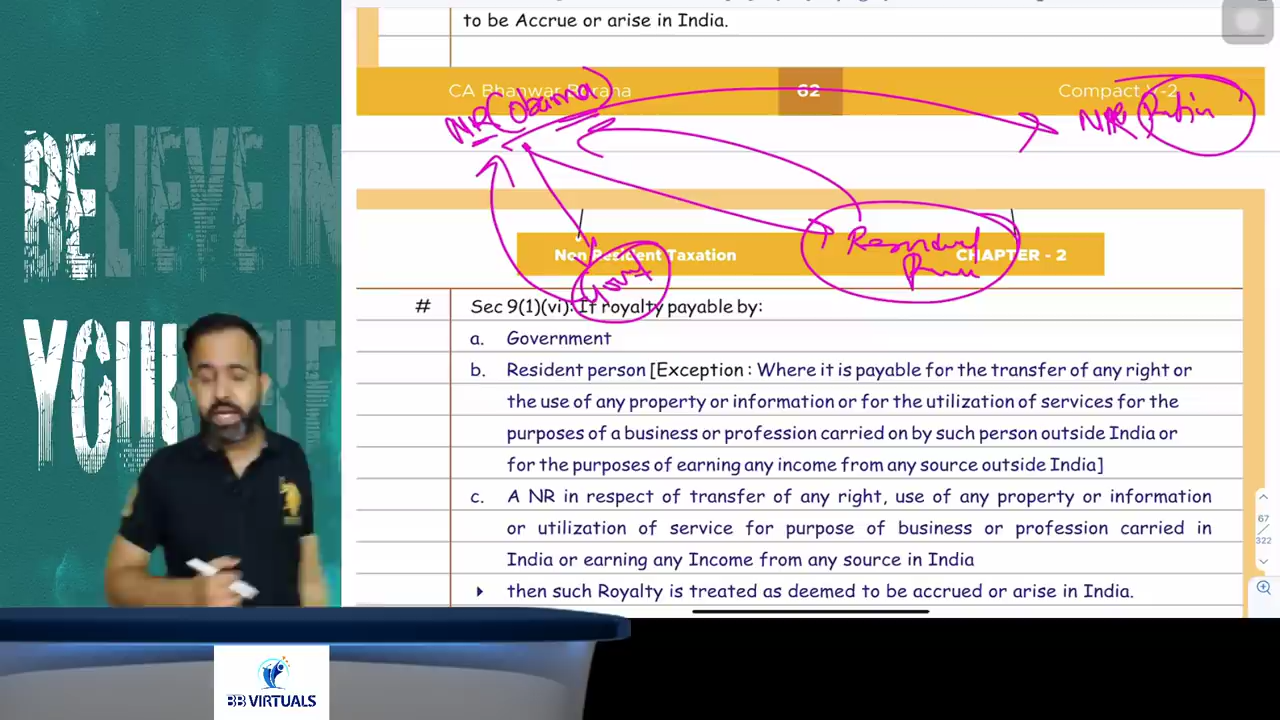 to be Accrue or arise in India.
CA Bhanwar Borana
62
Compact V-2
NR (Obama)
NR
BELIEVE IN
YOURSELF
Non Resident Taxation
CHAPTER - 2
Govt
# Sec 9(1)(vi): If royalty payable by:
a. Government
b. Resident person [Exception : Where it is payable for the transfer of any right or
the use of any property or information or for the utilization of services for the
purposes of a business or profession carried on by such person outside India or
for the purposes of earning any income from any source outside India]
c. A NR in respect of transfer of any right, use of any property or information
or utilization of service for purpose of business or profession carried in
India or earning any Income from any source in India
then such Royalty is treated as deemed to be accrued or arise in India.
67
322
BB VIRTUALS